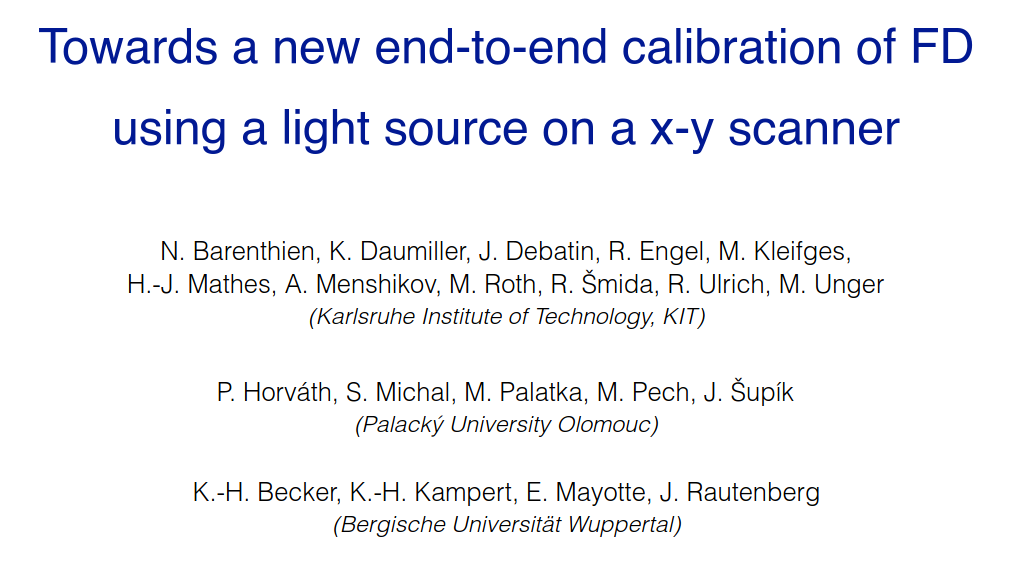 Towards a new end-to-end calibration of FD
using a light source on a x-y scanner
N. Barenthien, K. Daumiller, J. Debatin, R. Engel, M. Kleifges,
H.-J. Mathes, A. Menshikov, M. Roth, R. Šmida, R. Ulrich, M. Unger
(Karlsruhe Institute of Technology, KIT)
P. Horváth, S. Michal, M. Palatka, M. Pech, J. Šupík
(Palacký University Olomouc)
K.-H. Becker, K.-H. Kampert, E. Mayotte, J. Rautenberg
(Bergische Universität Wuppertal)